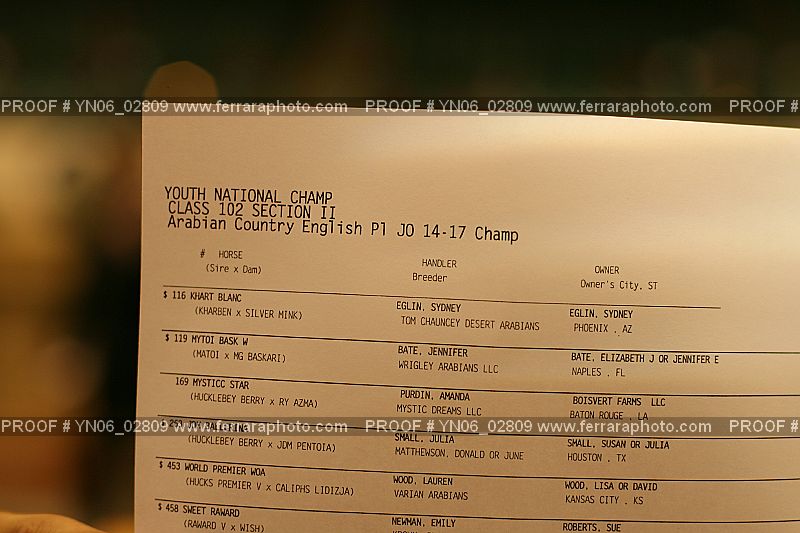 PROOF # YN06_02809 www.ferraraphoto.com PROOF # YN06_02809 www.ferraraphoto.com PROOF #
YOUTH NATIONAL CHAMP
CLASS 102 SECTION II
Arabian Country English Pl JO 14-17 Champ
# HORSE HANDLER OWNER
(Sire x Dam) Breeder Owner's City, ST
$ 116 KHART BLANC EGLIN, SYDNEY EGLIN, SYDNEY
(KHARBEN x SILVER MINK) TOM CHAUNCEY DESERT ARABIANS PHOENIX , AZ
$ 119 MYTOI BASK W BATE, JENNIFER BATE, ELIZABETH J OR JENNIFER E
(MATOI x MG BASKARI) WRIGLEY ARABIANS LLC NAPLES , FL
169 MYSTICC STAR PURDIN, AMANDA BOISVERT FARMS LLC
(HUCKLEBEY BERRY x RY AZMA) MYSTIC DREAMS LLC BATON ROUGE , LA
PROOF # YN06_02809 www.ferraraphoto.com PROOF # YN06_02809 www.ferraraphoto.com PROOF #
$ 263 SMALL, JULIA SMALL, SUSAN OR JULIA
(HUCKLEBEY BERRY x JDM PENTOIA) MATTHEWSON, DONALD OR JUNE HOUSTON , TX
$ 453 WORLD PREMIER WOA WOOD, LAUREN WOOD, LISA OR DAVID
(HUCKS PREMIER V x CALIPHS LIDIZJA) VARIAN ARABIANS KANSAS CITY , KS
$ 458 SWEET RAWARD NEWMAN, EMILY ROBERTS, SUE
(RAWARD V x WISH)